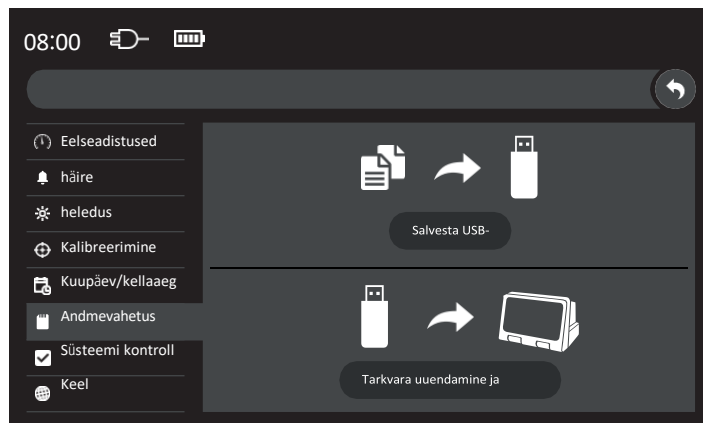 08:00
Eelseadistused
häire
heledus
Kalibreerimine
Kuupäev/kellaaeg
Andmevahetus
Süsteemi kontroll
Keel
Salvesta USB-
Tarkvara uuendamine ja